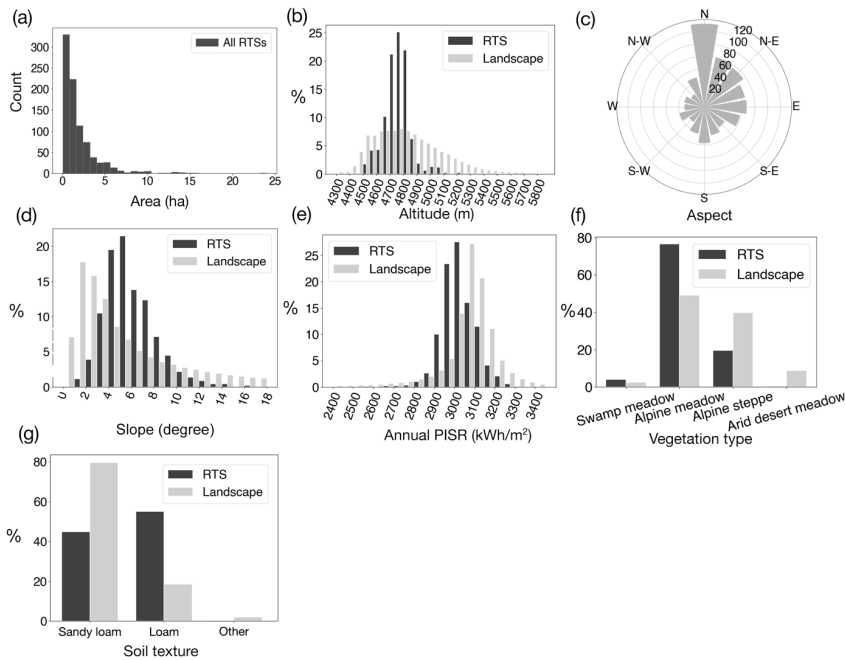 (a)
All RTSs
Count
300
250
200
150
100
50
0
0 5 10 15 20 25
Area (ha)
(b)
RTS
Landscape
%
25
20
15
10
5
0
4300 4400 4500 4600 4700 4800 4900 5000 5100 5200 5300 5400 5500 5600 5700 5800
Altitude (m)
(c)
N
N-E
E
S-E
S
S-W
W
N-W
120
100
80
60
40
20
Aspect
(d)
RTS
Landscape
%
20
15
10
5
0
0 2 4 6 8 10 12 14 16 18
Slope (degree)
(e)
RTS
Landscape
%
25
20
15
10
5
0
2400 2500 2600 2700 2800 2900 3000 3100 3200 3300 3400
Annual PISR (kWh/m²)
(f)
RTS
Landscape
%
80
60
40
20
0
Swamp meadow Alpine meadow Alpine steppe Arid desert meadow
Vegetation type
(g)
RTS
Landscape
%
80
60
40
20
0
Sandy loam Loam Other
Soil texture